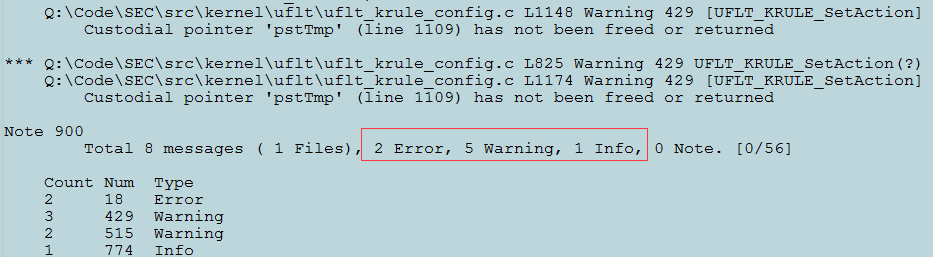 Q:\Code\SEC\src\kernel\uflt\uflt_krule_config.c L1148 Warning 429 [UFLT_KRULE_SetAction]
Custodial pointer 'pstTmp' (line 1109) has not been freed or returned
*** Q:\Code\SEC\src\kernel\uflt\uflt_krule_config.c L825 Warning 429 UFLT_KRULE_SetAction(?)
Q:\Code\SEC\src\kernel\uflt\uflt_krule_config.c L1174 Warning 429 [UFLT_KRULE_SetAction]
Custodial pointer 'pstTmp' (line 1109) has not been freed or returned
Note 900
Total 8 messages ( 1 Files), 2 Error, 5 Warning, 1 Info, 0 Note. [0/56]
Count Num Type
2 18 Error
3 429 Warning
2 515 Warning
1 774 Info